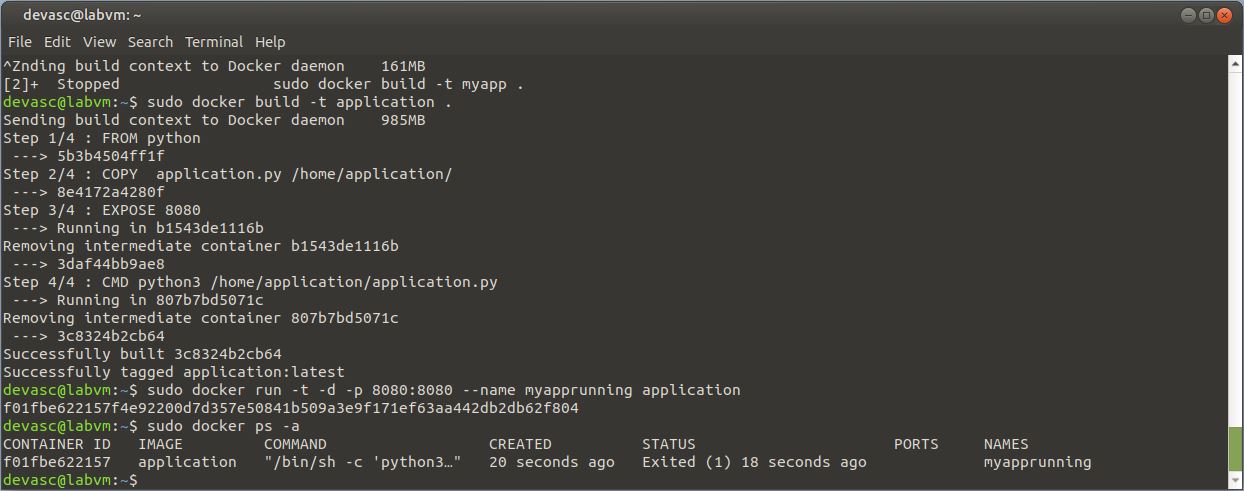 devasc@labvm: ~
File Edit View Search Terminal Help
^Znding build context to Docker daemon    161MB
[2]+  Stopped                 sudo docker build -t myapp .
devasc@labvm:~$ sudo docker build -t application .
Sending build context to Docker daemon    985MB
Step 1/4 : FROM python
 ---> 5b3b4504ff1f
Step 2/4 : COPY  application.py /home/application/
 ---> 8e4172a4280f
Step 3/4 : EXPOSE 8080
 ---> Running in b1543de1116b
Removing intermediate container b1543de1116b
 ---> 3daf44bb9ae8
Step 4/4 : CMD python3 /home/application/application.py
 ---> Running in 807b7bd5071c
Removing intermediate container 807b7bd5071c
 ---> 3c8324b2cb64
Successfully built 3c8324b2cb64
Successfully tagged application:latest
devasc@labvm:~$ sudo docker run -t -d -p 8080:8080 --name myapprunning application
f01fbe622157f4e92200d7d357e50841b509a3e9f171ef63aa442db2db62f804
devasc@labvm:~$ sudo docker ps -a
CONTAINER ID   IMAGE         COMMAND                  CREATED          STATUS                      PORTS     NAMES
f01fbe622157   application   "/bin/sh -c 'python3…"   20 seconds ago   Exited (1) 18 seconds ago             myapprunning
devasc@labvm:~$